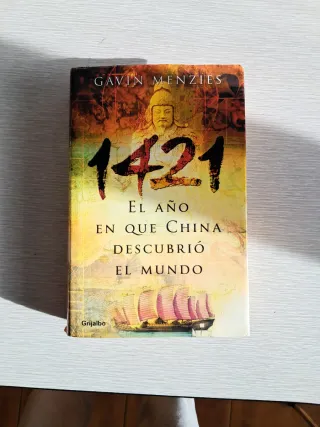 GAVIN MENZIES
1421
EL AÑO
EN QUE CHINA
DESCUBRIÓ
EL MUNDO
Grijalbo